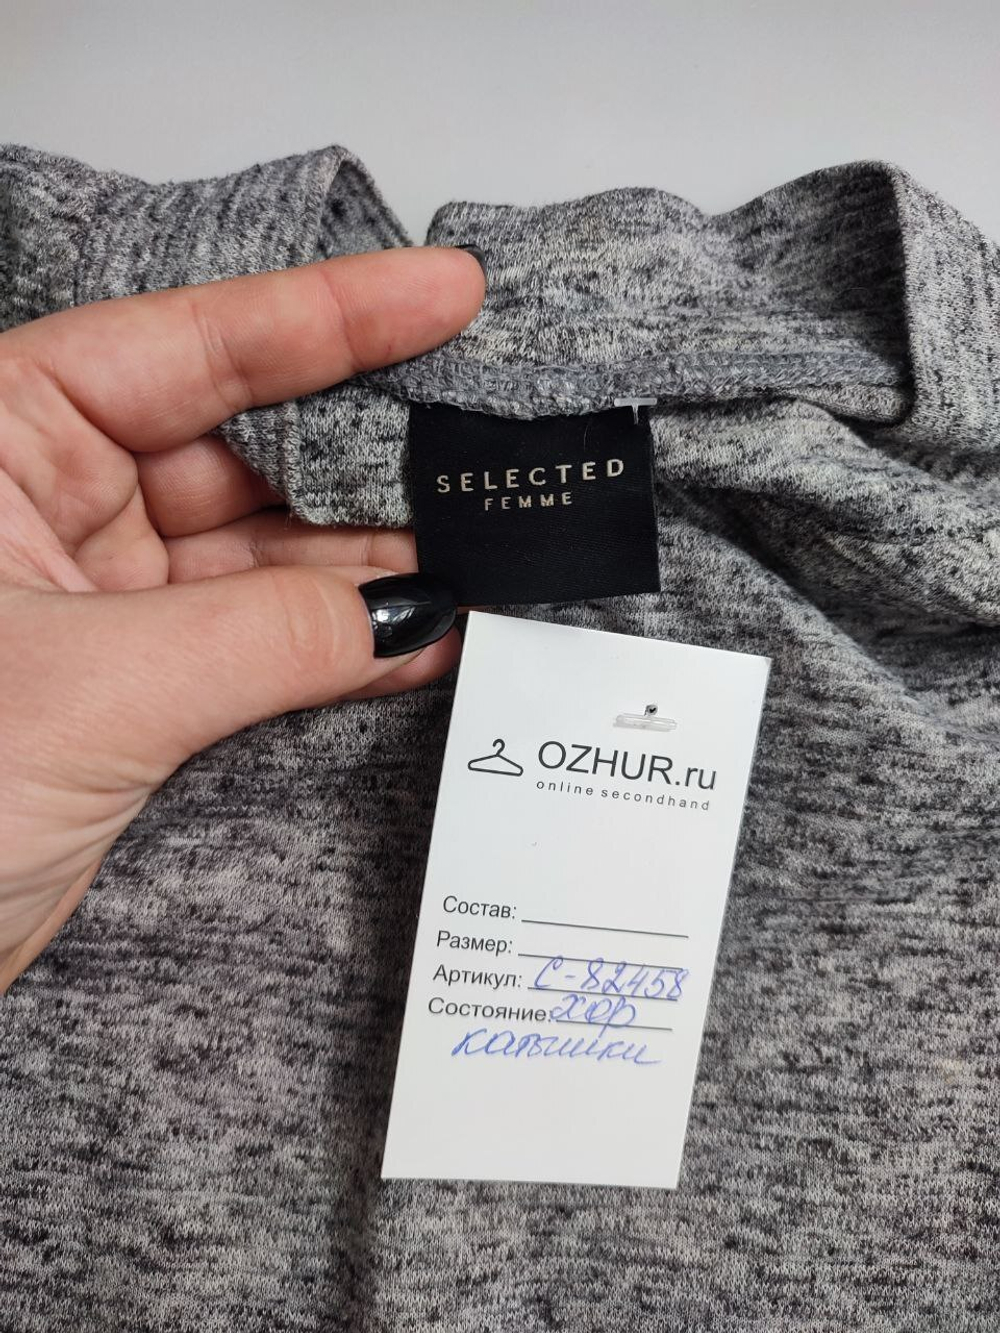 SELECTED
FEMME
OZHUR.ru
online secondhand
Состав:
Размер:
Артикул: С-82458
Состояние: хор
катышки